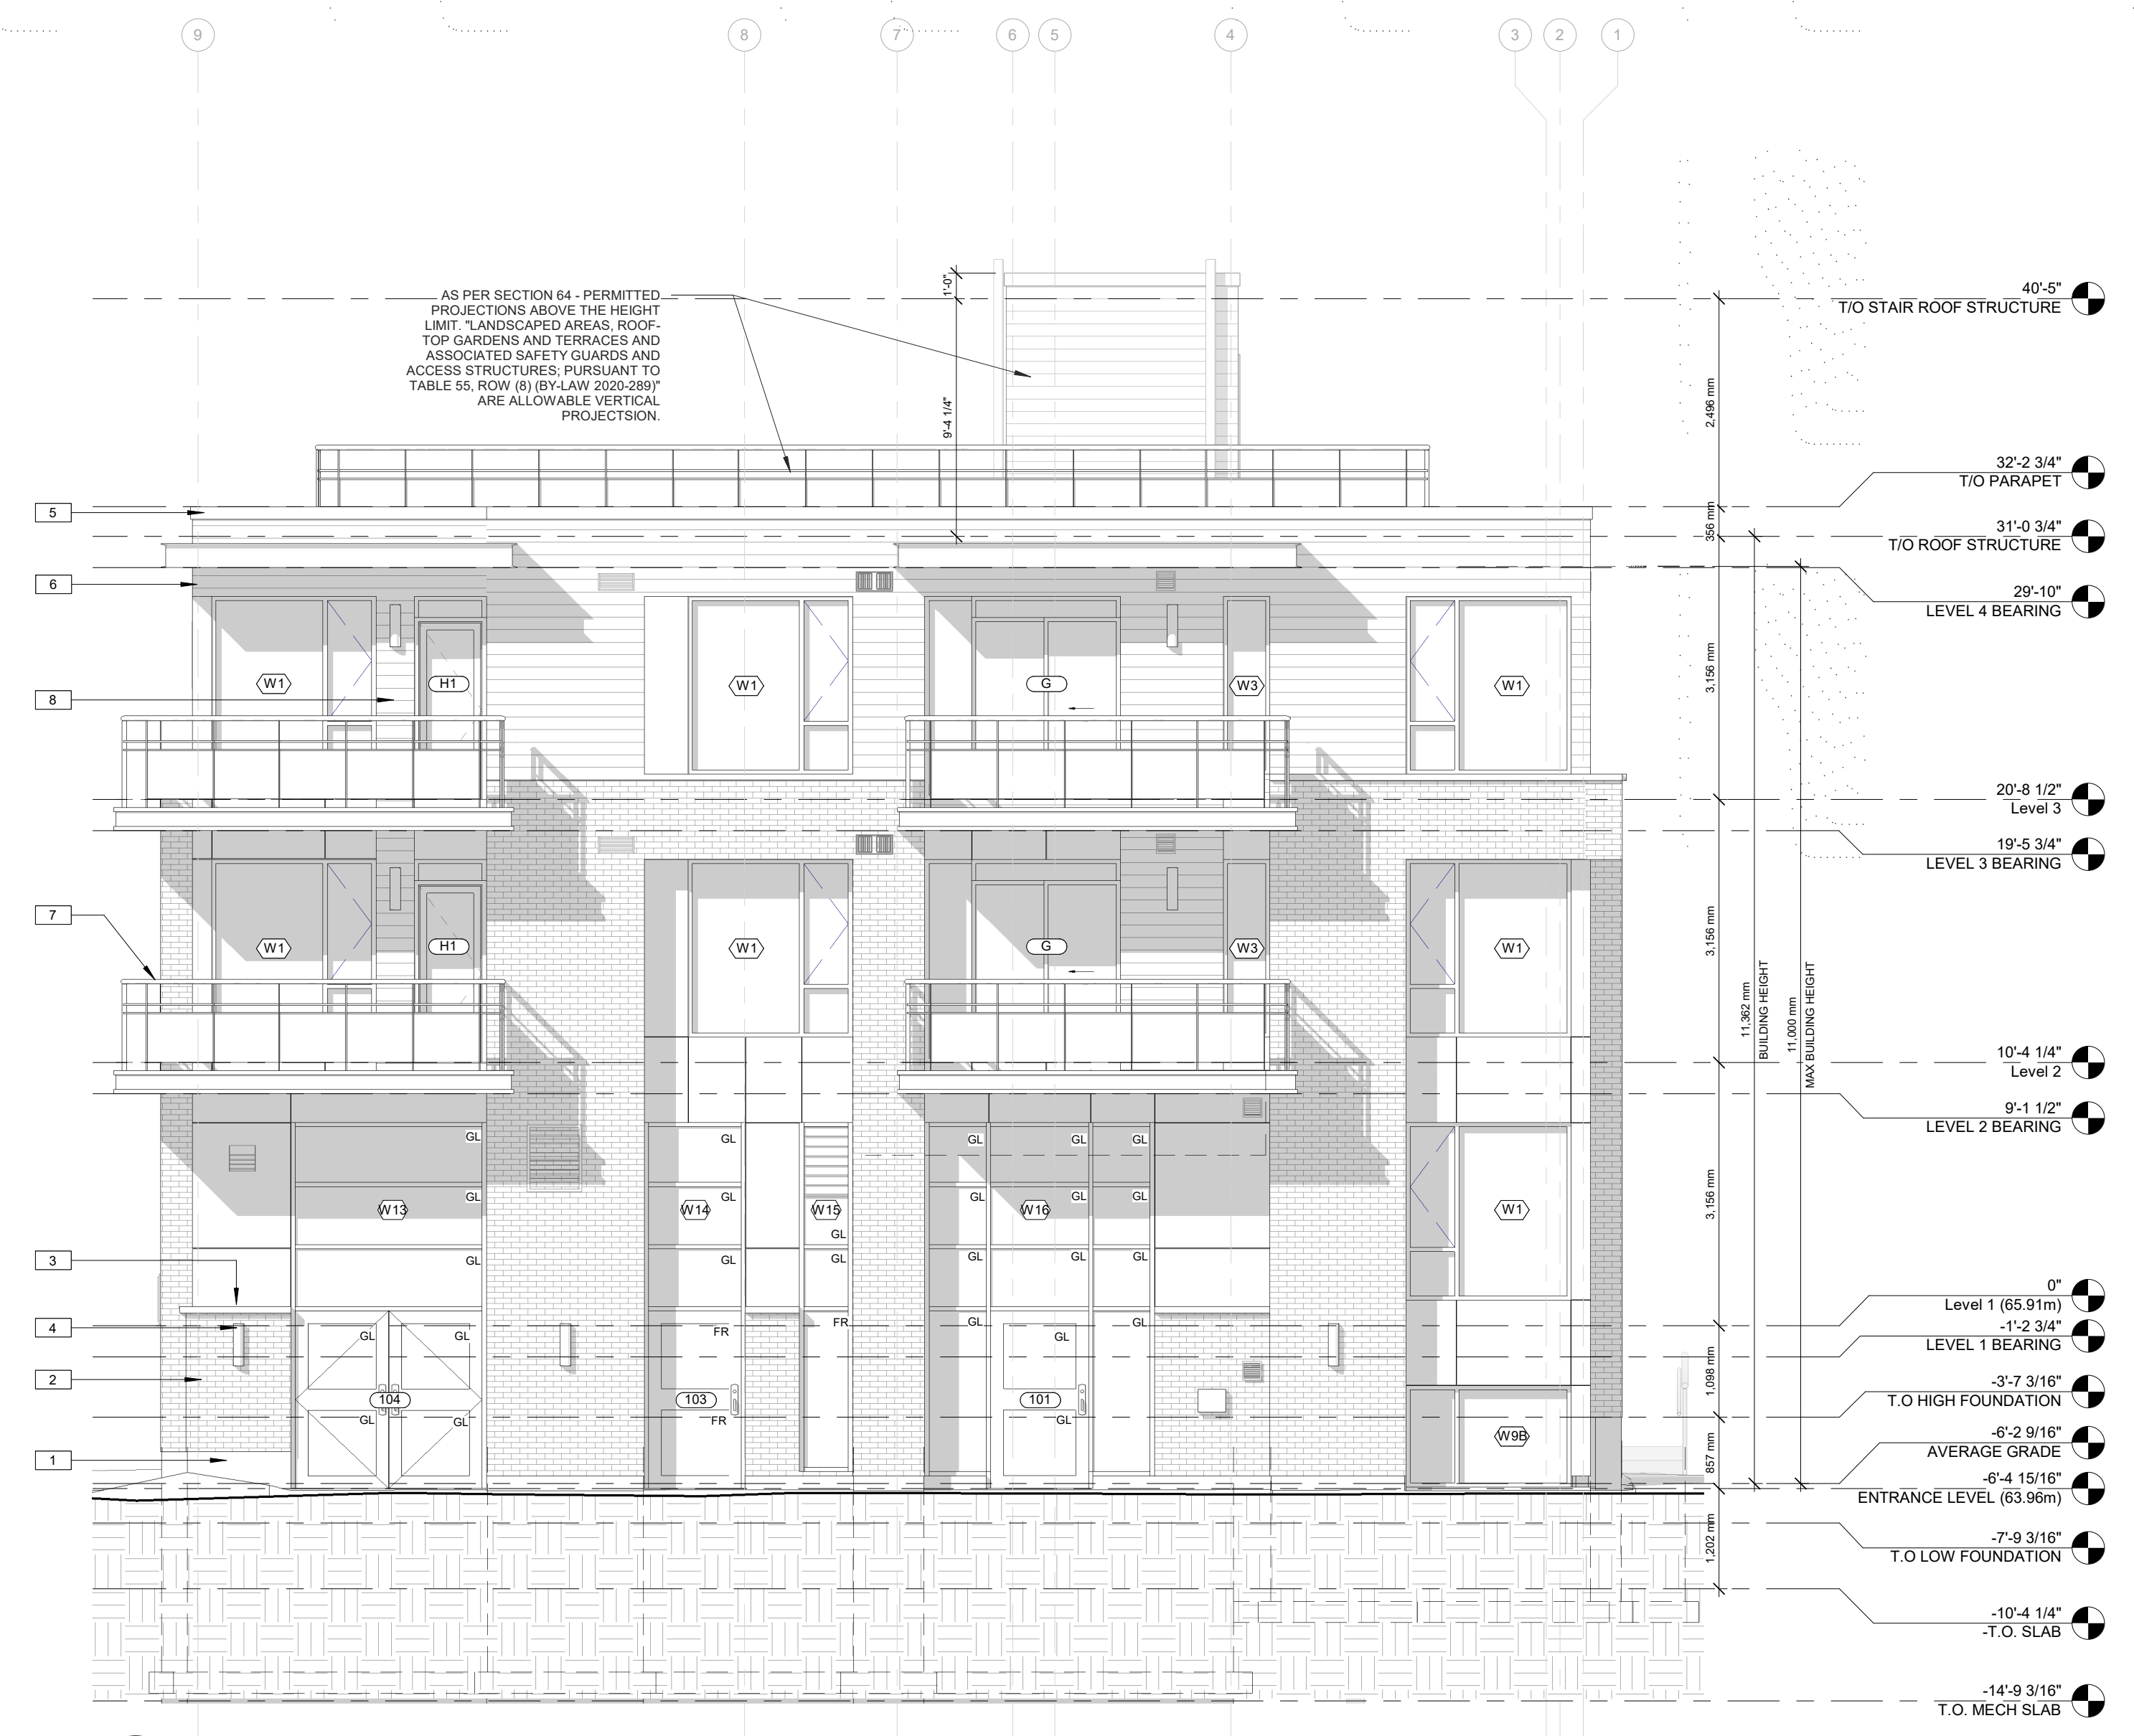 9
8
7
6
5
4
3
2
1
AS PER SECTION 64 - PERMITTED
PROJECTIONS ABOVE THE HEIGHT
LIMIT. "LANDSCAPED AREAS, ROOF-
TOP GARDENS AND TERRACES AND
ASSOCIATED SAFETY GUARDS AND
ACCESS STRUCTURES; PURSUANT TO
TABLE 55, ROW (8) (BY-LAW 2020-289)"
ARE ALLOWABLE VERTICAL
PROJECTSION.
1'-0"
9'-4 1/4"
40'-5"
T/O STAIR ROOF STRUCTURE
2,496 mm
32'-2 3/4"
T/O PARAPET
356 mm
31'-0 3/4"
T/O ROOF STRUCTURE
29'-10"
LEVEL 4 BEARING
3,156 mm
20'-8 1/2"
Level 3
19'-5 3/4"
LEVEL 3 BEARING
3,156 mm
11,362 mm
BUILDING HEIGHT
11,000 mm
MAX BUILDING HEIGHT
10'-4 1/4"
Level 2
9'-1 1/2"
LEVEL 2 BEARING
3,156 mm
0"
Level 1 (65.91m)
-1'-2 3/4"
LEVEL 1 BEARING
1,098 mm
-3'-7 3/16"
T.O HIGH FOUNDATION
857 mm
-6'-2 9/16"
AVERAGE GRADE
-6'-4 15/16"
ENTRANCE LEVEL (63.96m)
1,202 mm
-7'-9 3/16"
T.O LOW FOUNDATION
-10'-4 1/4"
-T.O. SLAB
-14'-9 3/16"
T.O. MECH SLAB
5
6
8
7
3
4
2
1
W1
H1
W1
G
W3
W1
W1
H1
W1
G
W3
W1
GL
GL
GL
GL
GL
GL
GL
GL
GL
GL
W13
W14
W15
W16
W1
GL
GL
GL
GL
GL
GL
GL
GL
GL
FR
FR
GL
GL
GL
104
103
101
GL
GL
FR
GL
W9B